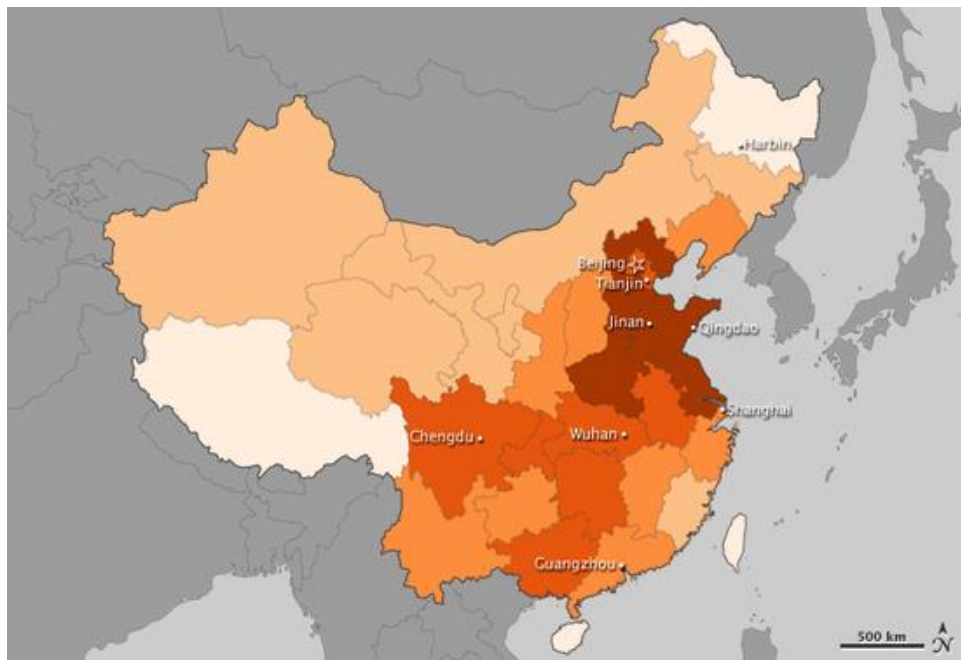 Harbin
Beijing
Tianjin
Jinan
Qingdao
Shanghai
Chengdu
Wuhan
Guangzhou
500 km
N